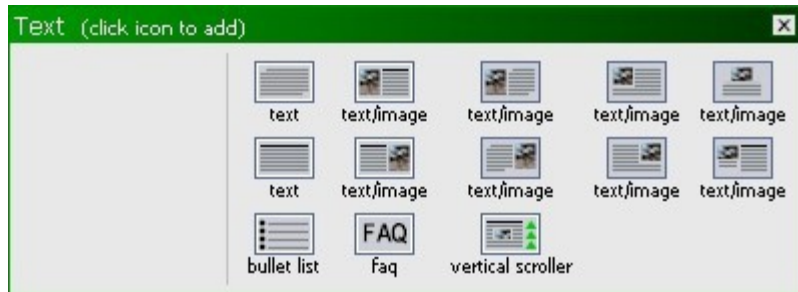 Text (click icon to add)
text text/image text/image text/image text/image
text text/image text/image text/image text/image
FAQ
bullet list faq vertical scroller